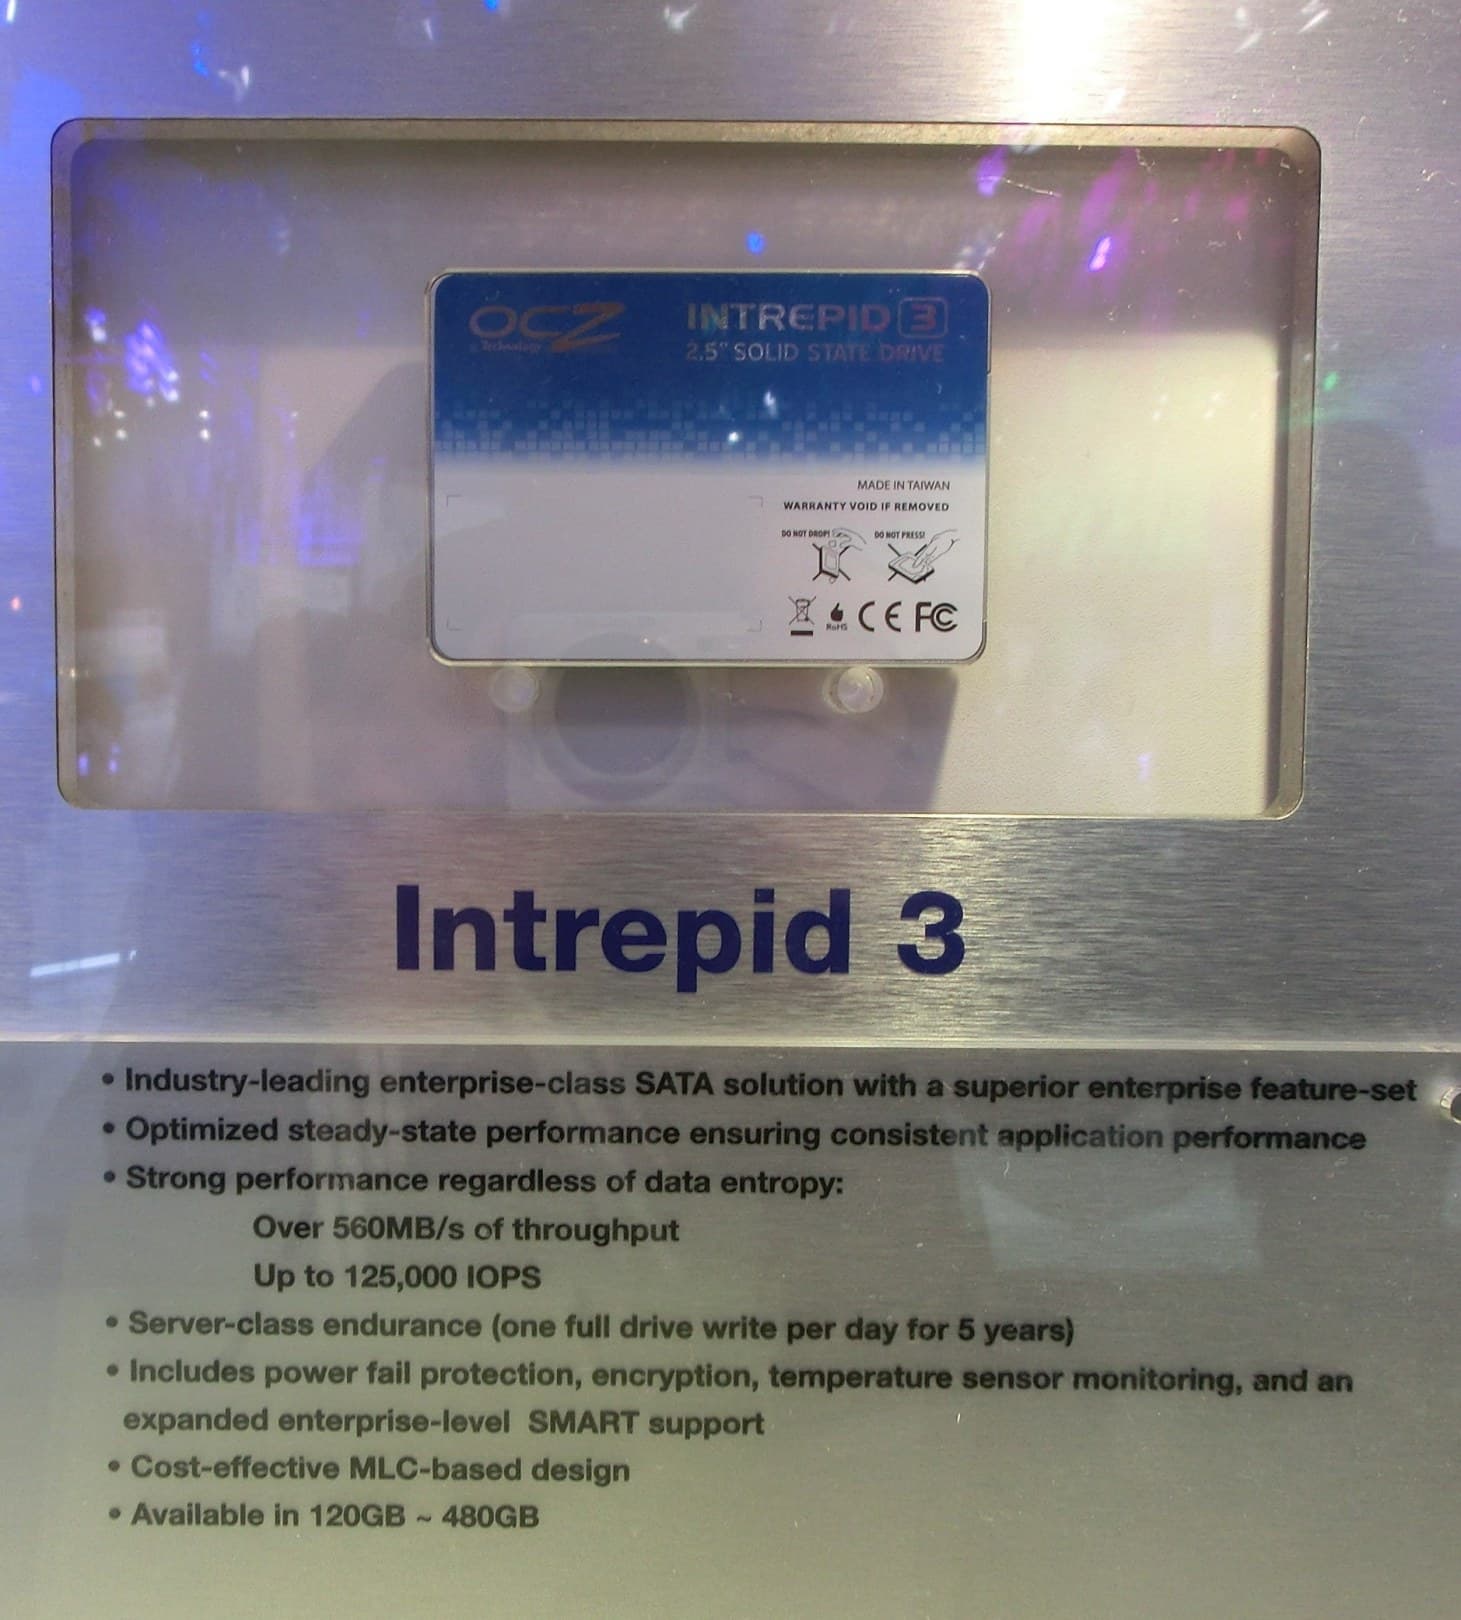 OCZ
Technology
INTREPID 3
2.5" SOLID STATE DRIVE
MADE IN TAIWAN
WARRANTY VOID IF REMOVED
DO NOT DROP! DO NOT PRESS!
RoHS CE FC
Intrepid 3
• Industry-leading enterprise-class SATA solution with a superior enterprise feature-set
• Optimized steady-state performance ensuring consistent application performance
• Strong performance regardless of data entropy:
Over 560MB/s of throughput
Up to 125,000 IOPS
• Server-class endurance (one full drive write per day for 5 years)
• Includes power fail protection, encryption, temperature sensor monitoring, and an
expanded enterprise-level SMART support
• Cost-effective MLC-based design
• Available in 120GB ~ 480GB